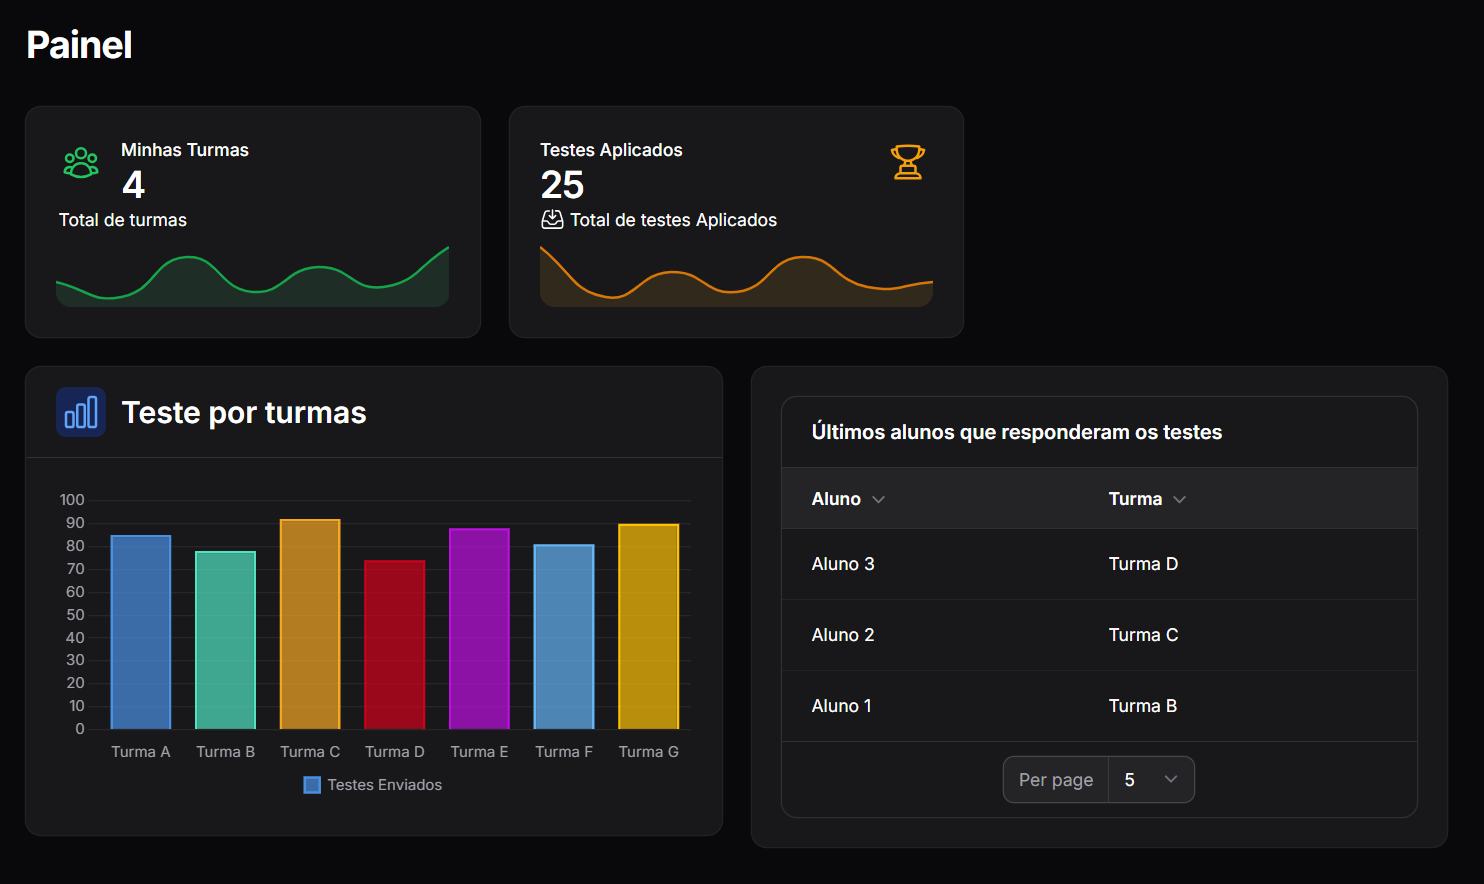 Painel
Minhas Turmas
4
Total de turmas
Testes Aplicados
25
Total de testes Aplicados
Teste por turmas
100
90
80
70
60
50
40
30
20
10
0
Turma A Turma B Turma C Turma D Turma E Turma F Turma G
Testes Enviados
Últimos alunos que responderam os testes
Aluno Turma
Aluno 3 Turma D
Aluno 2 Turma C
Aluno 1 Turma B
Per page 5